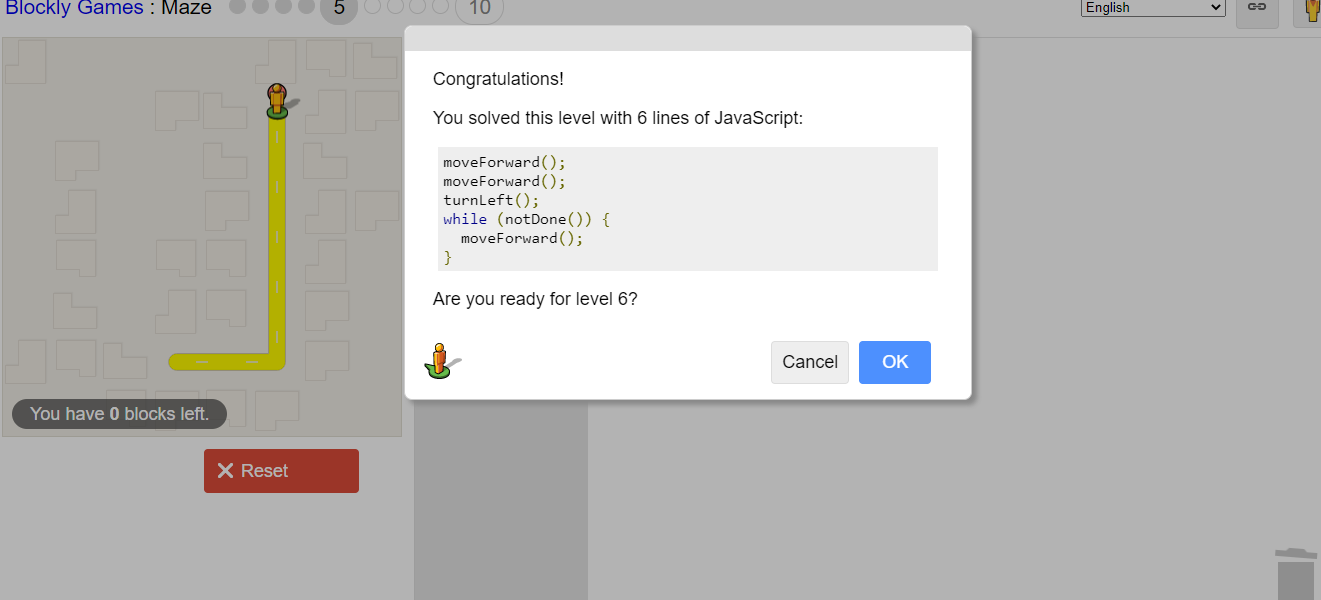 Blockly Games : Maze 5 10 English
Congratulations!
You solved this level with 6 lines of JavaScript:
moveForward();
moveForward();
turnLeft();
while (notDone()) {
  moveForward();
}
Are you ready for level 6?
Cancel OK
You have 0 blocks left.
Reset